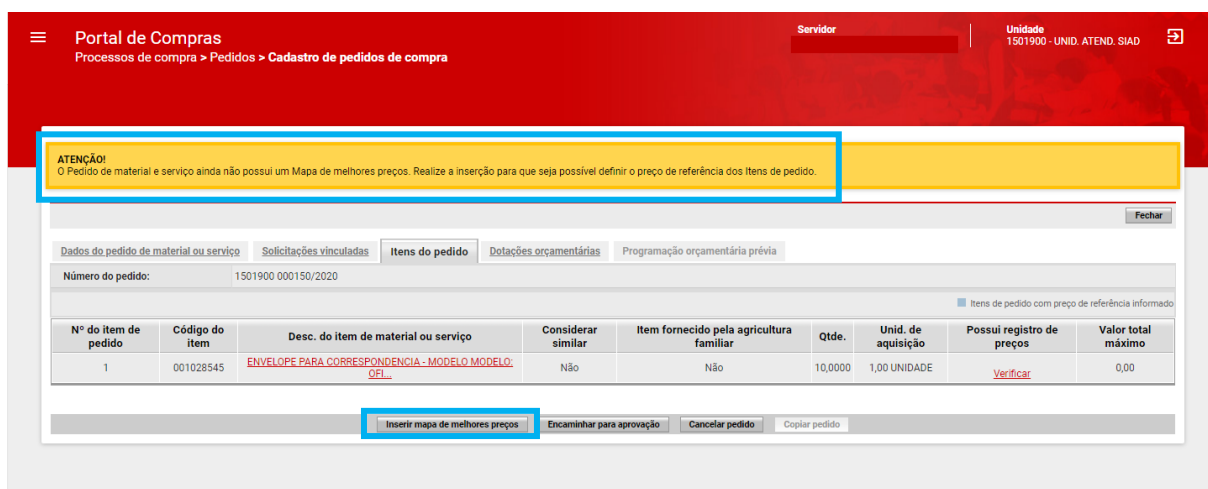 Portal de Compras
Processos de compra > Pedidos > Cadastro de pedidos de compra
Servidor
Unidade
1501900 - UNID. ATEND. SIAD
ATENÇÃO!
O Pedido de material e serviço ainda não possui um Mapa de melhores preços. Realize a inserção para que seja possível definir o preço de referência dos Itens de pedido.
Fechar
Dados do pedido de material ou serviço Solicitações vinculadas Itens do pedido Dotações orçamentárias Programação orçamentária prévia
Número do pedido: 1501900 000150/2020
Itens de pedido com preço de referência informado
Nº do item de pedido Código do item Desc. do item de material ou serviço Considerar similar Item fornecido pela agricultura familiar Qtde. Unid. de aquisição Possui registro de preços Valor total máximo
1 001028545 ENVELOPE PARA CORRESPONDENCIA - MODELO MODELO: OFI... Não Não 10,0000 1,00 UNIDADE Verificar 0,00
Inserir mapa de melhores preços Encaminhar para aprovação Cancelar pedido Copiar pedido